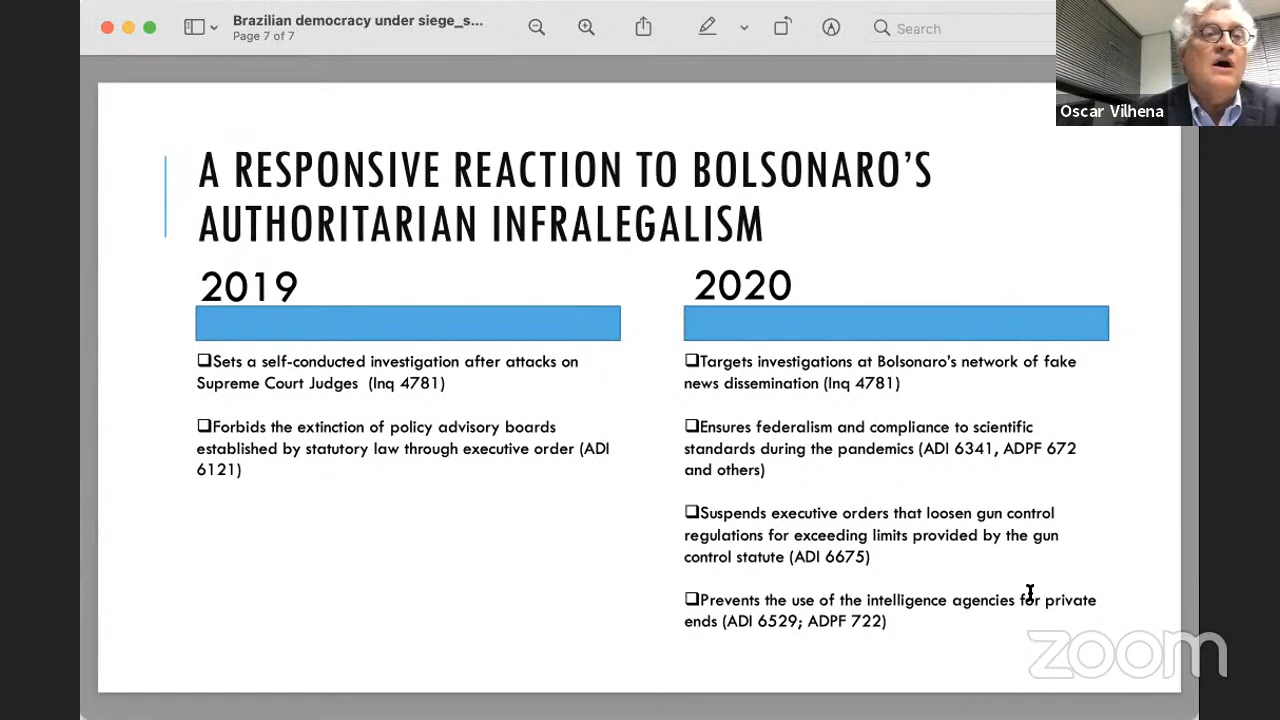 Brazilian democracy under siege_s...
Page 7 of 7
Search
Oscar Vilhena
A RESPONSIVE REACTION TO BOLSONARO’S
AUTHORITARIAN INFRALEGALISM
2019
❑Sets a self-conducted investigation after attacks on
Supreme Court Judges (Inq 4781)
❑Forbids the extinction of policy advisory boards
established by statutory law through executive order (ADI
6121)
2020
❑Targets investigations at Bolsonaro's network of fake
news dissemination (Inq 4781)
❑Ensures federalism and compliance to scientific
standards during the pandemics (ADI 6341, ADPF 672
and others)
❑Suspends executive orders that loosen gun control
regulations for exceeding limits provided by the gun
control statute (ADI 6675)
❑Prevents the use of the intelligence agencies for private
ends (ADI 6529; ADPF 722)
zoom